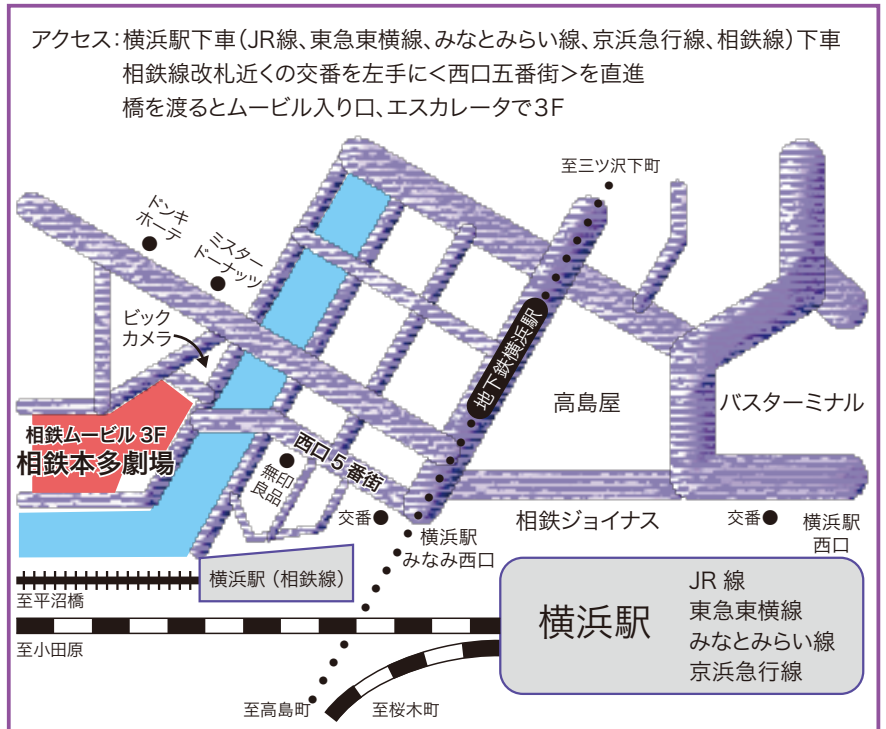 アクセス：横浜駅下車（JR線、東急東横線、みなとみらい線、京浜急行線、相鉄線）下車
相鉄線改札近くの交番を左手に＜西口五番街＞を直進
橋を渡るとムービル入り口、エスカレータで３F
至三ツ沢下町
ドンキ
ホーテ
ミスター
ドーナッツ
ビック
カメラ
地下鉄横浜駅
高島屋
バスターミナル
相鉄ムービル 3F
相鉄本多劇場
西口 5 番街
無印
良品
交番
横浜駅
みなみ西口
相鉄ジョイナス
交番
横浜駅
西口
横浜駅（相鉄線）
至平沼橋
至小田原
横浜駅
JR 線
東急東横線
みなとみらい線
京浜急行線
至高島町
至桜木町